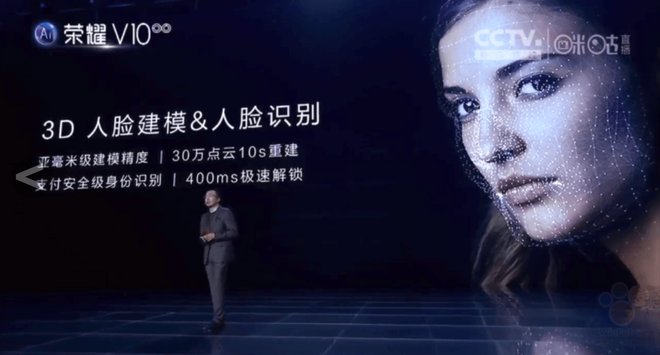 Ai 荣耀 V10
CCTV. 咪咕直播
3D 人脸建模&人脸识别
亚毫米级建模精度 | 30万点云10s重建
支付安全级身份识别 | 400ms极速解锁